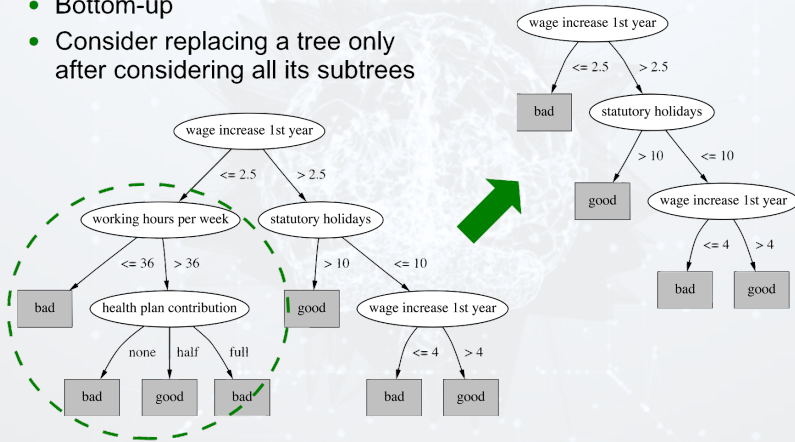 • Bottom-up
• Consider replacing a tree only
after considering all its subtrees
wage increase 1st year
<= 2.5
> 2.5
working hours per week
statutory holidays
<= 36
> 36
> 10
<= 10
bad
health plan contribution
good
wage increase 1st year
none
half
full
<= 4
> 4
bad
good
bad
bad
good
wage increase 1st year
<= 2.5
> 2.5
bad
statutory holidays
> 10
<= 10
good
wage increase 1st year
<= 4
> 4
bad
good